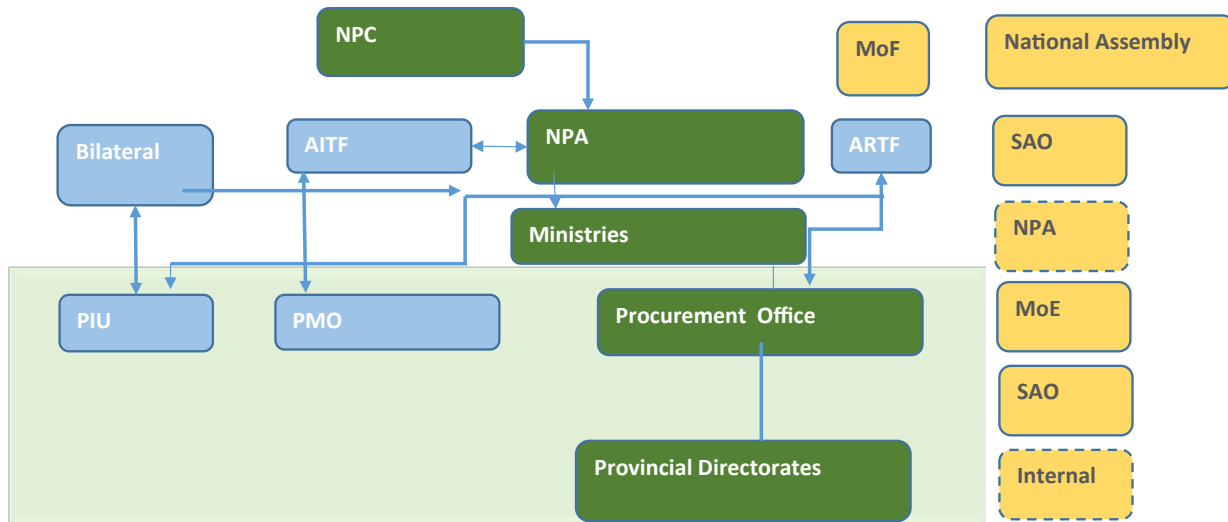 NPC
MoF
National Assembly
Bilateral
AITF
NPA
ARTF
SAO
Ministries
NPA
PIU
PMO
Procurement Office
MoE
SAO
Provincial Directorates
Internal